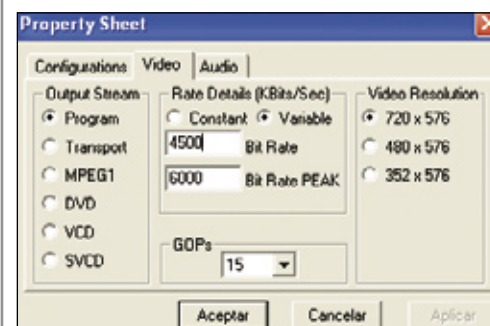 Property Sheet
Configurations Video Audio
Output Stream
Program
Transport
MPEG1
DVD
VCD
SVCD
Rate Details (KBits/Sec)
Constant Variable
4500 Bit Rate
6000 Bit Rate PEAK
GOPs
15
Video Resolution
720 x 576
480 x 576
352 x 576
Aceptar Cancelar Aplicar